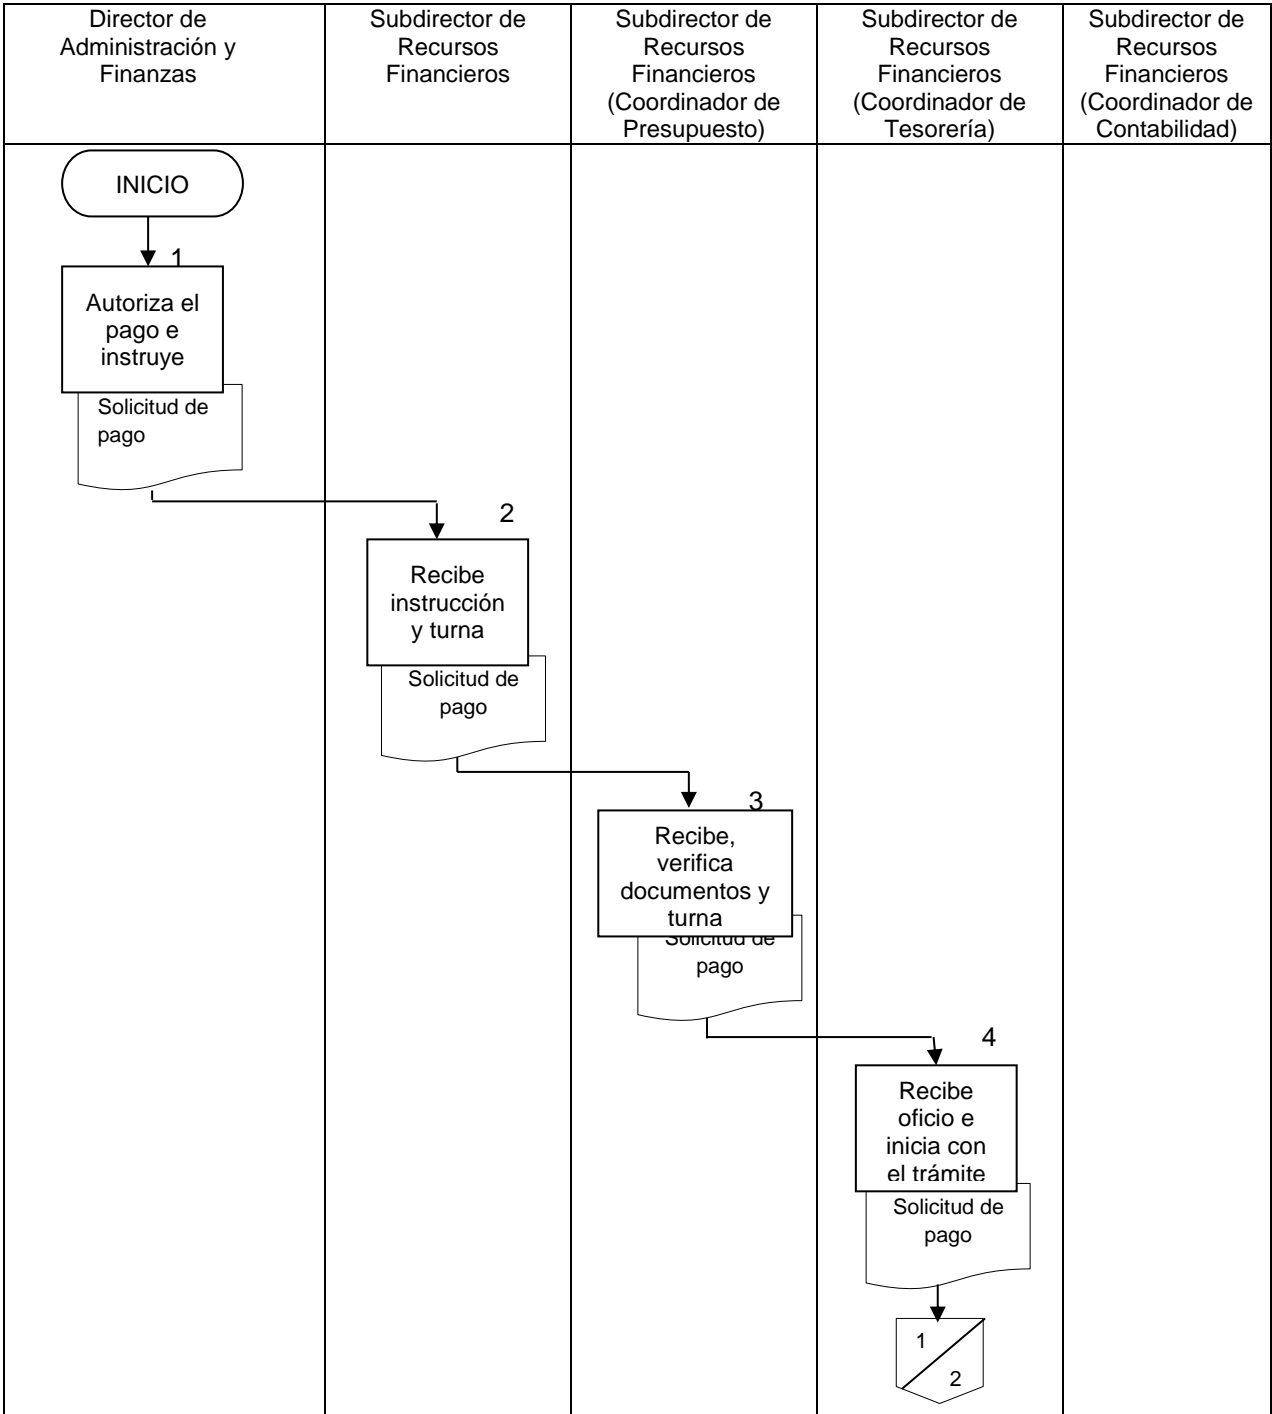 Director de
Administración y
Finanzas
Subdirector de
Recursos
Financieros
Subdirector de
Recursos
Financieros
(Coordinador de
Presupuesto)
Subdirector de
Recursos
Financieros
(Coordinador de
Tesorería)
Subdirector de
Recursos
Financieros
(Coordinador de
Contabilidad)
INICIO
1
Autoriza el
pago e
instruye
Solicitud de
pago
2
Recibe
instrucción
y turna
Solicitud de
pago
3
Recibe,
verifica
documentos y
turna
Solicitud de
pago
4
Recibe
oficio e
inicia con
el trámite
Solicitud de
pago
1
2